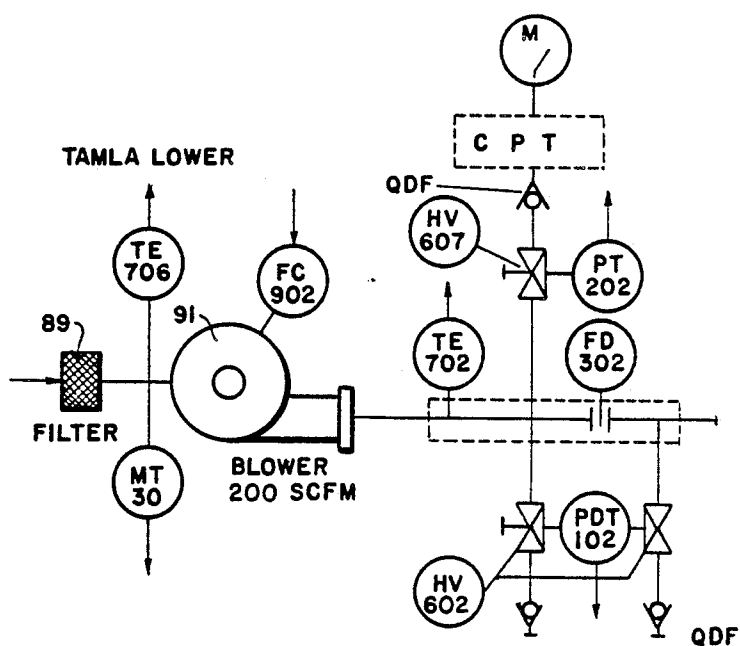 M
C P T
TAMLA LOWER
QDF
TE
706
HV
607
FC
902
PT
202
89
91
TE
702
FD
302
FILTER
MT
30
BLOWER
200 SCFM
PDT
102
HV
602
QDF